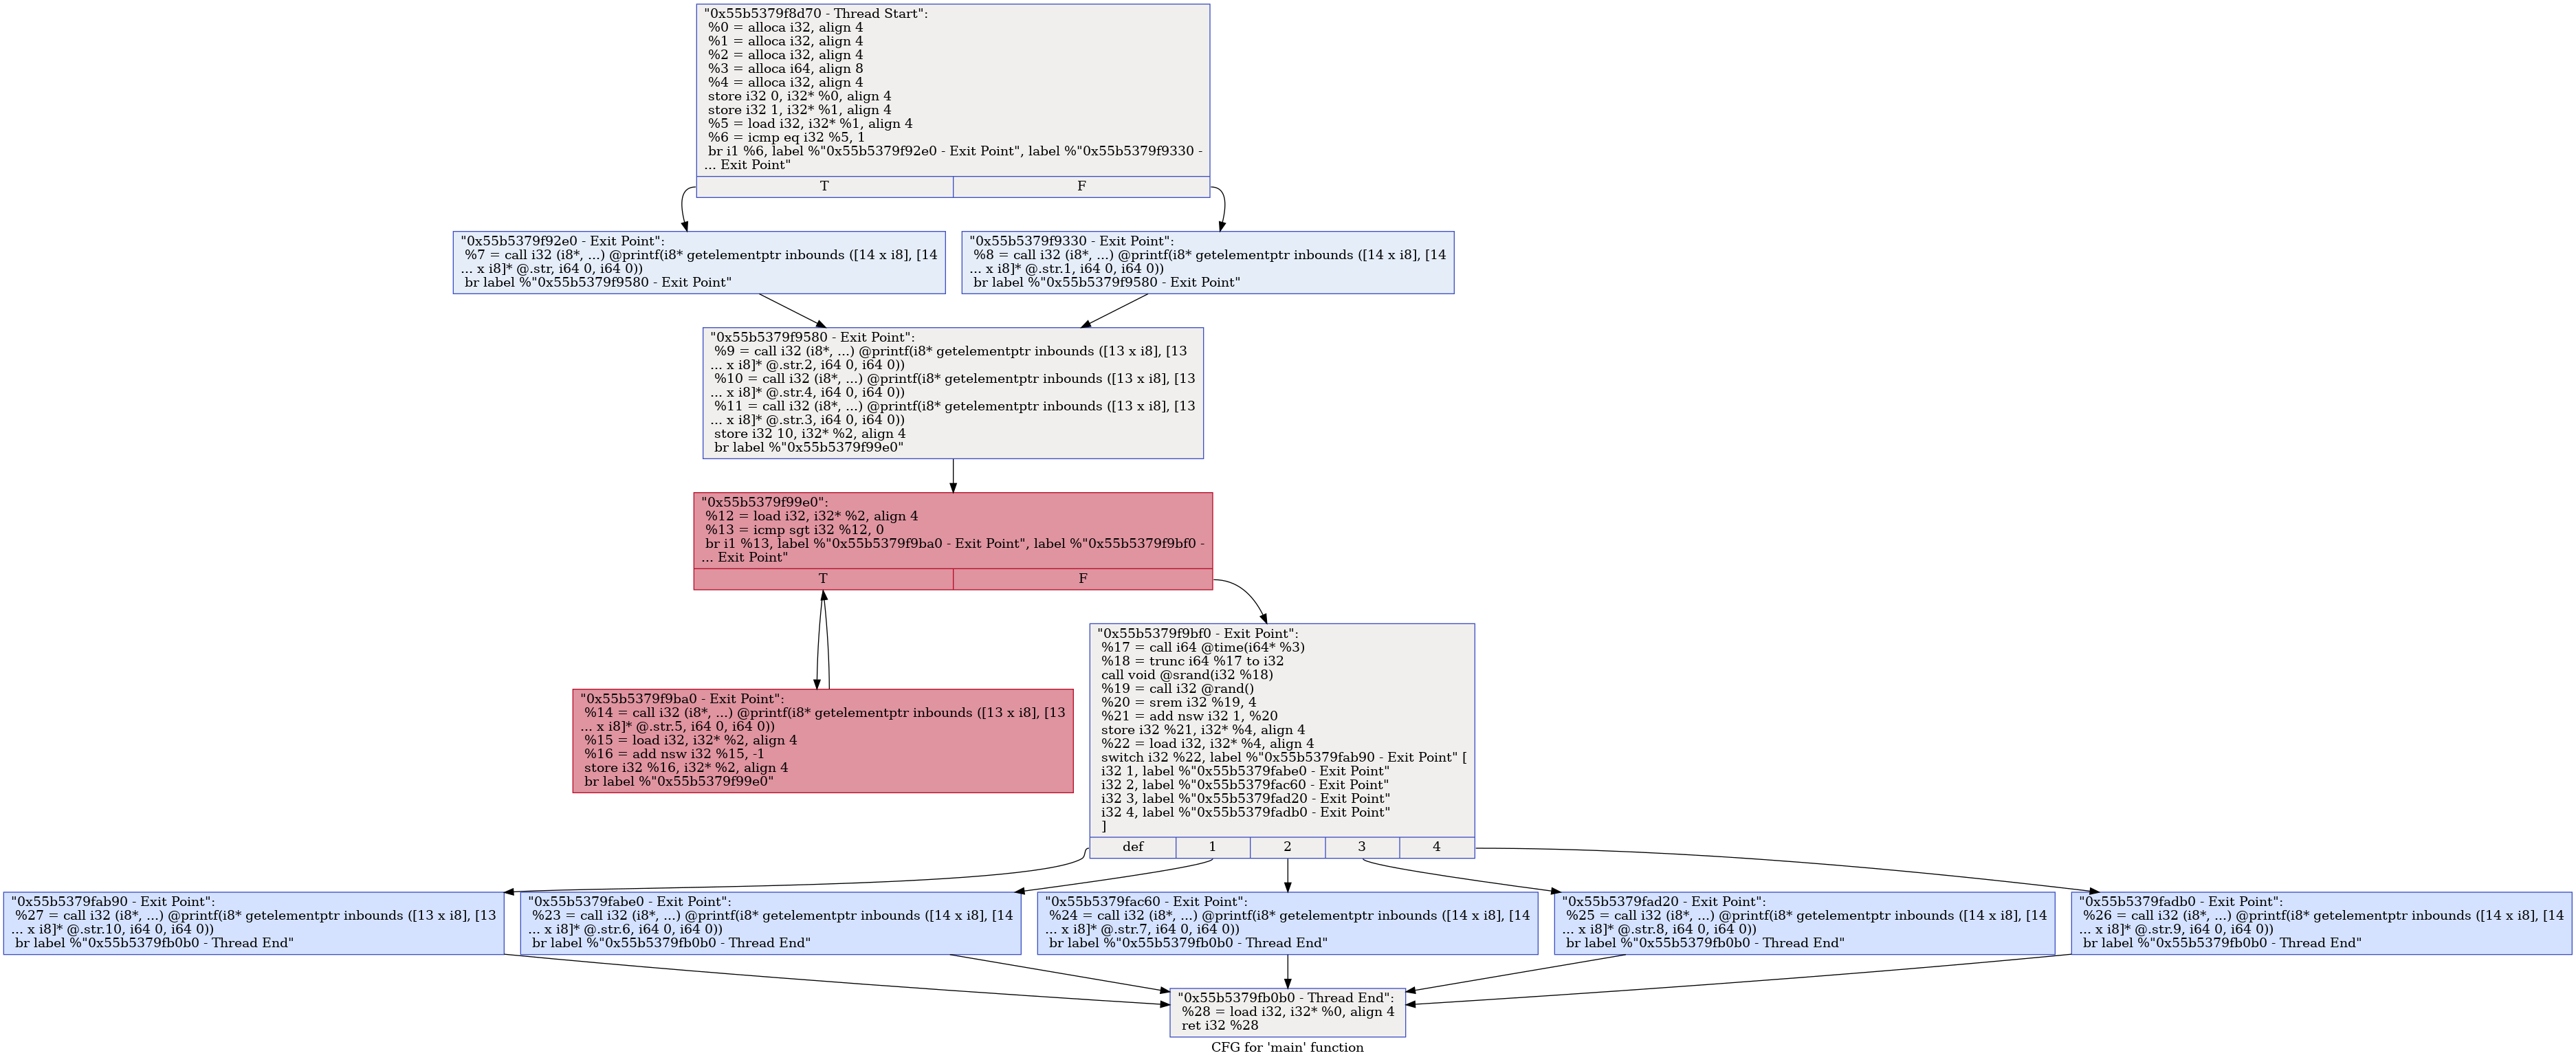 "0x55b5379f8d70 - Thread Start":
%0 = alloca i32, align 4
%1 = alloca i32, align 4
%2 = alloca i32, align 4
%3 = alloca i64, align 8
%4 = alloca i32, align 4
store i32 0, i32* %0, align 4
store i32 1, i32* %1, align 4
%5 = load i32, i32* %1, align 4
%6 = icmp eq i32 %5, 1
br i1 %6, label %"0x55b5379f92e0 - Exit Point", label %"0x55b5379f9330 -
... Exit Point"
T
F
"0x55b5379f92e0 - Exit Point":
%7 = call i32 (i8*, ...) @printf(i8* getelementptr inbounds ([14 x i8], [14
... x i8]* @.str, i64 0, i64 0))
br label %"0x55b5379f9580 - Exit Point"
"0x55b5379f9330 - Exit Point":
%8 = call i32 (i8*, ...) @printf(i8* getelementptr inbounds ([14 x i8], [14
... x i8]* @.str.1, i64 0, i64 0))
br label %"0x55b5379f9580 - Exit Point"
"0x55b5379f9580 - Exit Point":
%9 = call i32 (i8*, ...) @printf(i8* getelementptr inbounds ([13 x i8], [13
... x i8]* @.str.2, i64 0, i64 0))
%10 = call i32 (i8*, ...) @printf(i8* getelementptr inbounds ([13 x i8], [13
... x i8]* @.str.4, i64 0, i64 0))
%11 = call i32 (i8*, ...) @printf(i8* getelementptr inbounds ([13 x i8], [13
... x i8]* @.str.3, i64 0, i64 0))
store i32 10, i32* %2, align 4
br label %"0x55b5379f99e0"
"0x55b5379f99e0":
%12 = load i32, i32* %2, align 4
%13 = icmp sgt i32 %12, 0
br i1 %13, label %"0x55b5379f9ba0 - Exit Point", label %"0x55b5379f9bf0 -
... Exit Point"
T
F
"0x55b5379f9ba0 - Exit Point":
%14 = call i32 (i8*, ...) @printf(i8* getelementptr inbounds ([13 x i8], [13
... x i8]* @.str.5, i64 0, i64 0))
%15 = load i32, i32* %2, align 4
%16 = add nsw i32 %15, -1
store i32 %16, i32* %2, align 4
br label %"0x55b5379f99e0"
"0x55b5379f9bf0 - Exit Point":
%17 = call i64 @time(i64* %3)
%18 = trunc i64 %17 to i32
call void @srand(i32 %18)
%19 = call i32 @rand()
%20 = srem i32 %19, 4
%21 = add nsw i32 1, %20
store i32 %21, i32* %4, align 4
%22 = load i32, i32* %4, align 4
switch i32 %22, label %"0x55b5379fab90 - Exit Point" [
i32 1, label %"0x55b5379fabe0 - Exit Point"
i32 2, label %"0x55b5379fac60 - Exit Point"
i32 3, label %"0x55b5379fad20 - Exit Point"
i32 4, label %"0x55b5379fadb0 - Exit Point"
]
def
1
2
3
4
"0x55b5379fab90 - Exit Point":
%27 = call i32 (i8*, ...) @printf(i8* getelementptr inbounds ([13 x i8], [13
... x i8]* @.str.10, i64 0, i64 0))
br label %"0x55b5379fb0b0 - Thread End"
"0x55b5379fabe0 - Exit Point":
%23 = call i32 (i8*, ...) @printf(i8* getelementptr inbounds ([14 x i8], [14
... x i8]* @.str.6, i64 0, i64 0))
br label %"0x55b5379fb0b0 - Thread End"
"0x55b5379fac60 - Exit Point":
%24 = call i32 (i8*, ...) @printf(i8* getelementptr inbounds ([14 x i8], [14
... x i8]* @.str.7, i64 0, i64 0))
br label %"0x55b5379fb0b0 - Thread End"
"0x55b5379fad20 - Exit Point":
%25 = call i32 (i8*, ...) @printf(i8* getelementptr inbounds ([14 x i8], [14
... x i8]* @.str.8, i64 0, i64 0))
br label %"0x55b5379fb0b0 - Thread End"
"0x55b5379fadb0 - Exit Point":
%26 = call i32 (i8*, ...) @printf(i8* getelementptr inbounds ([14 x i8], [14
... x i8]* @.str.9, i64 0, i64 0))
br label %"0x55b5379fb0b0 - Thread End"
"0x55b5379fb0b0 - Thread End":
%28 = load i32, i32* %0, align 4
ret i32 %28
CFG for 'main' function